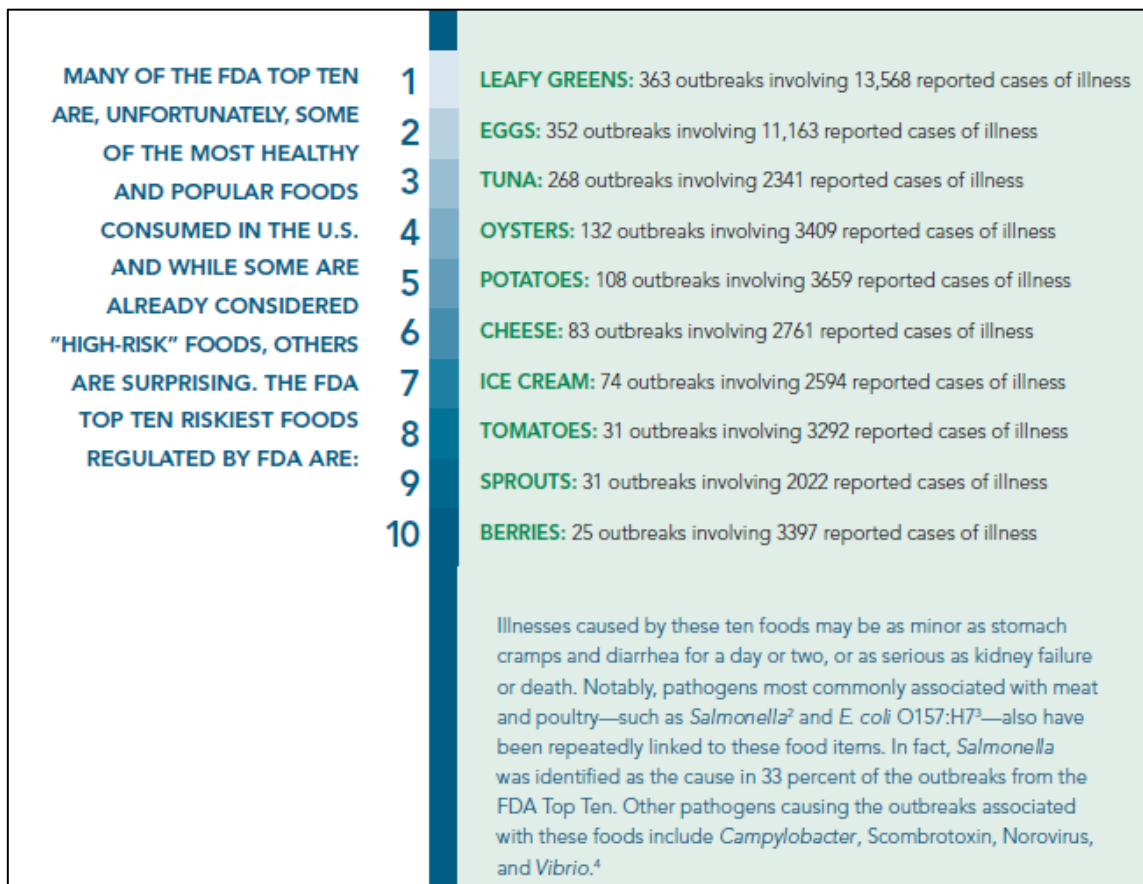 MANY OF THE FDA TOP TEN
ARE, UNFORTUNATELY, SOME
OF THE MOST HEALTHY
AND POPULAR FOODS
CONSUMED IN THE U.S.
AND WHILE SOME ARE
ALREADY CONSIDERED
"HIGH-RISK" FOODS, OTHERS
ARE SURPRISING. THE FDA
TOP TEN RISKIEST FOODS
REGULATED BY FDA ARE:
1 LEAFY GREENS: 363 outbreaks involving 13,568 reported cases of illness
2 EGGS: 352 outbreaks involving 11,163 reported cases of illness
3 TUNA: 268 outbreaks involving 2341 reported cases of illness
4 OYSTERS: 132 outbreaks involving 3409 reported cases of illness
5 POTATOES: 108 outbreaks involving 3659 reported cases of illness
6 CHEESE: 83 outbreaks involving 2761 reported cases of illness
7 ICE CREAM: 74 outbreaks involving 2594 reported cases of illness
8 TOMATOES: 31 outbreaks involving 3292 reported cases of illness
9 SPROUTS: 31 outbreaks involving 2022 reported cases of illness
10 BERRIES: 25 outbreaks involving 3397 reported cases of illness
Illnesses caused by these ten foods may be as minor as stomach
cramps and diarrhea for a day or two, or as serious as kidney failure
or death. Notably, pathogens most commonly associated with meat
and poultry—such as Salmonella² and E. coli O157:H7³—also have
been repeatedly linked to these food items. In fact, Salmonella
was identified as the cause in 33 percent of the outbreaks from the
FDA Top Ten. Other pathogens causing the outbreaks associated
with these foods include Campylobacter, Scombrotoxin, Norovirus,
and Vibrio.⁴